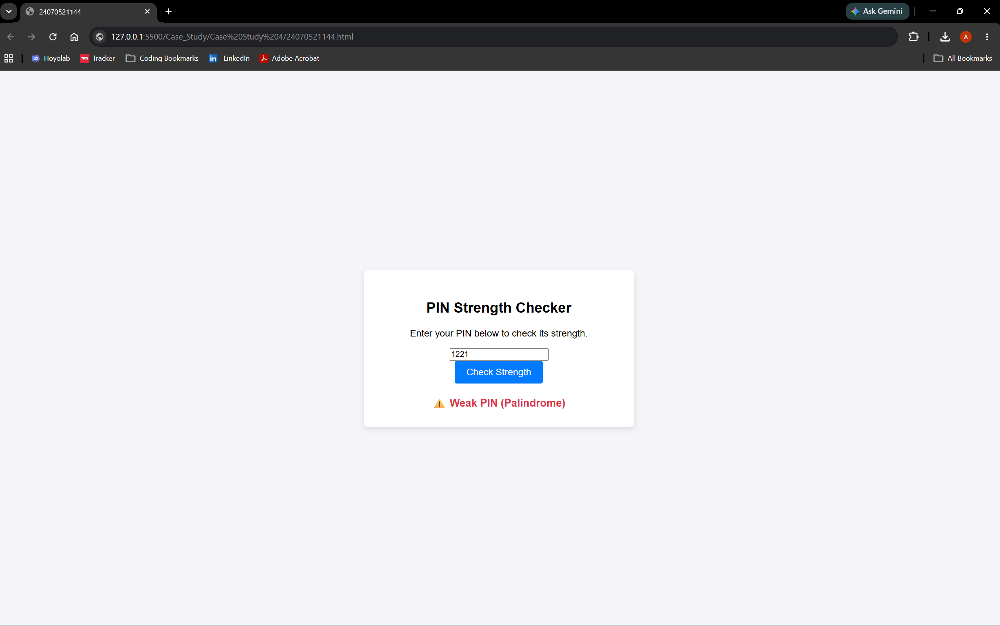 24070521144
Ask Gemini
127.0.0.1:5500/Case_Study/Case%20Study%204/24070521144.html
A
Hoyolab
TRN Tracker
Coding Bookmarks
in LinkedIn
Adobe Acrobat
All Bookmarks
PIN Strength Checker
Enter your PIN below to check its strength.
1221
Check Strength
⚠️ Weak PIN (Palindrome)